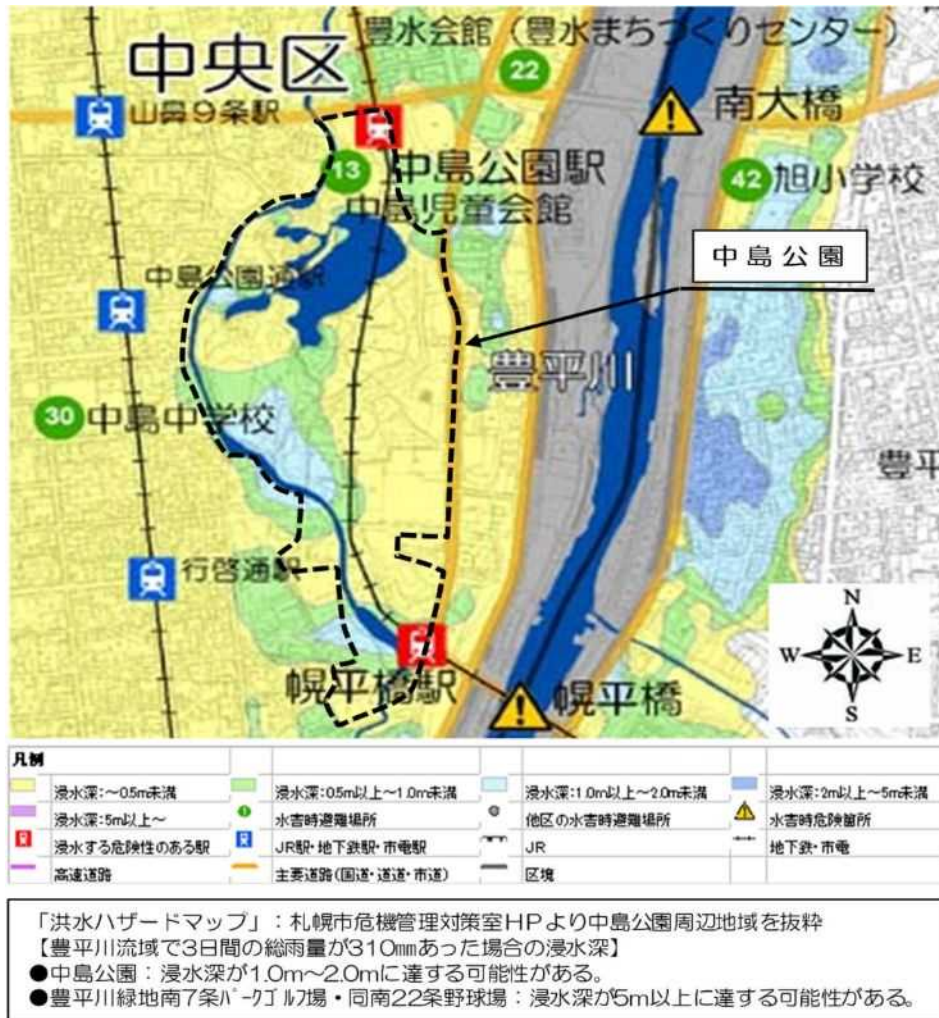 豊水会館（豊水まちづくりセンター）
中央区
22
山鼻9条駅
南大橋
13
中島公園駅
42 旭小学校
中島児童会館
中島公園
中島公園通駅
豊平川
30 中島中学校
豊平
行啓通駅
N
W E
S
幌平橋駅
幌平橋
凡例
浸水深:～0.5m未満 浸水深:0.5m以上～1.0m未満 浸水深:1.0m以上～2.0m未満 浸水深:2m以上～5m未満
浸水深:5m以上～ 水害時避難場所 他区の水害時避難場所 水害時危険箇所
浸水する危険性のある駅 JR駅・地下鉄駅・市電駅 JR 地下鉄・市電
高速道路 主要道路(国道・道道・市道) 区境
「洪水ハザードマップ」：札幌市危機管理対策室HPより中島公園周辺地域を抜粋
【豊平川流域で3日間の総雨量が310㎜あった場合の浸水深】
●中島公園：浸水深が1.0m～2.0mに達する可能性がある。
●豊平川緑地南7条ﾊﾟｰｸｺﾞﾙﾌ場・同南22条野球場：浸水深が5m以上に達する可能性がある。